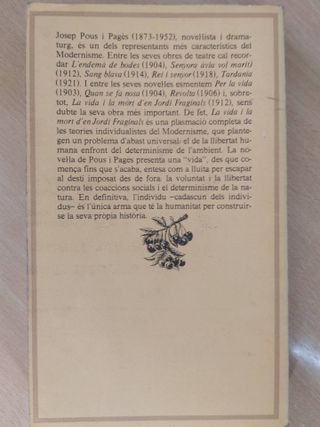 Josep Pous i Pagès (1873-1952), novel·lista i drama-
turg, és un dels representants més característics del
Modernisme. Entre les seves obres de teatre cal recor-
dar L'endemà de bodes (1904), Senyora àvia vol marit)
(1912), Sang blava (1914), Rei i senyor (1918), Tardania
(1921). I entre les seves novel·les esmentem Per la vida
(1903), Quan se fa nosa (1904), Revolta (1906) i, sobre-
tot, La vida i la mort d'en Jordi Fraginals (1912), sens
dubte la seva obra més important. De fet, La vida i la
mort d'en Jordi Fraginals és una plasmació completa de
les teories individualistes del Modernisme, que plante-
gen un problema d'abast universal: el de la llibertat hu-
mana enfront del determinisme de l'ambient. La no-
vel·la de Pous i Pagès presenta una "vida", des que co-
mença fins que s'acaba, entesa com a lluita per escapar
al destí imposat des de fora, la voluntat i la llibertat
contra les coaccions socials i el determinisme de la na-
tura. En definitiva, l'individu –cadascun dels indivi-
dus– és l'única arma que té la humanitat per construir-
se la seva pròpia història.